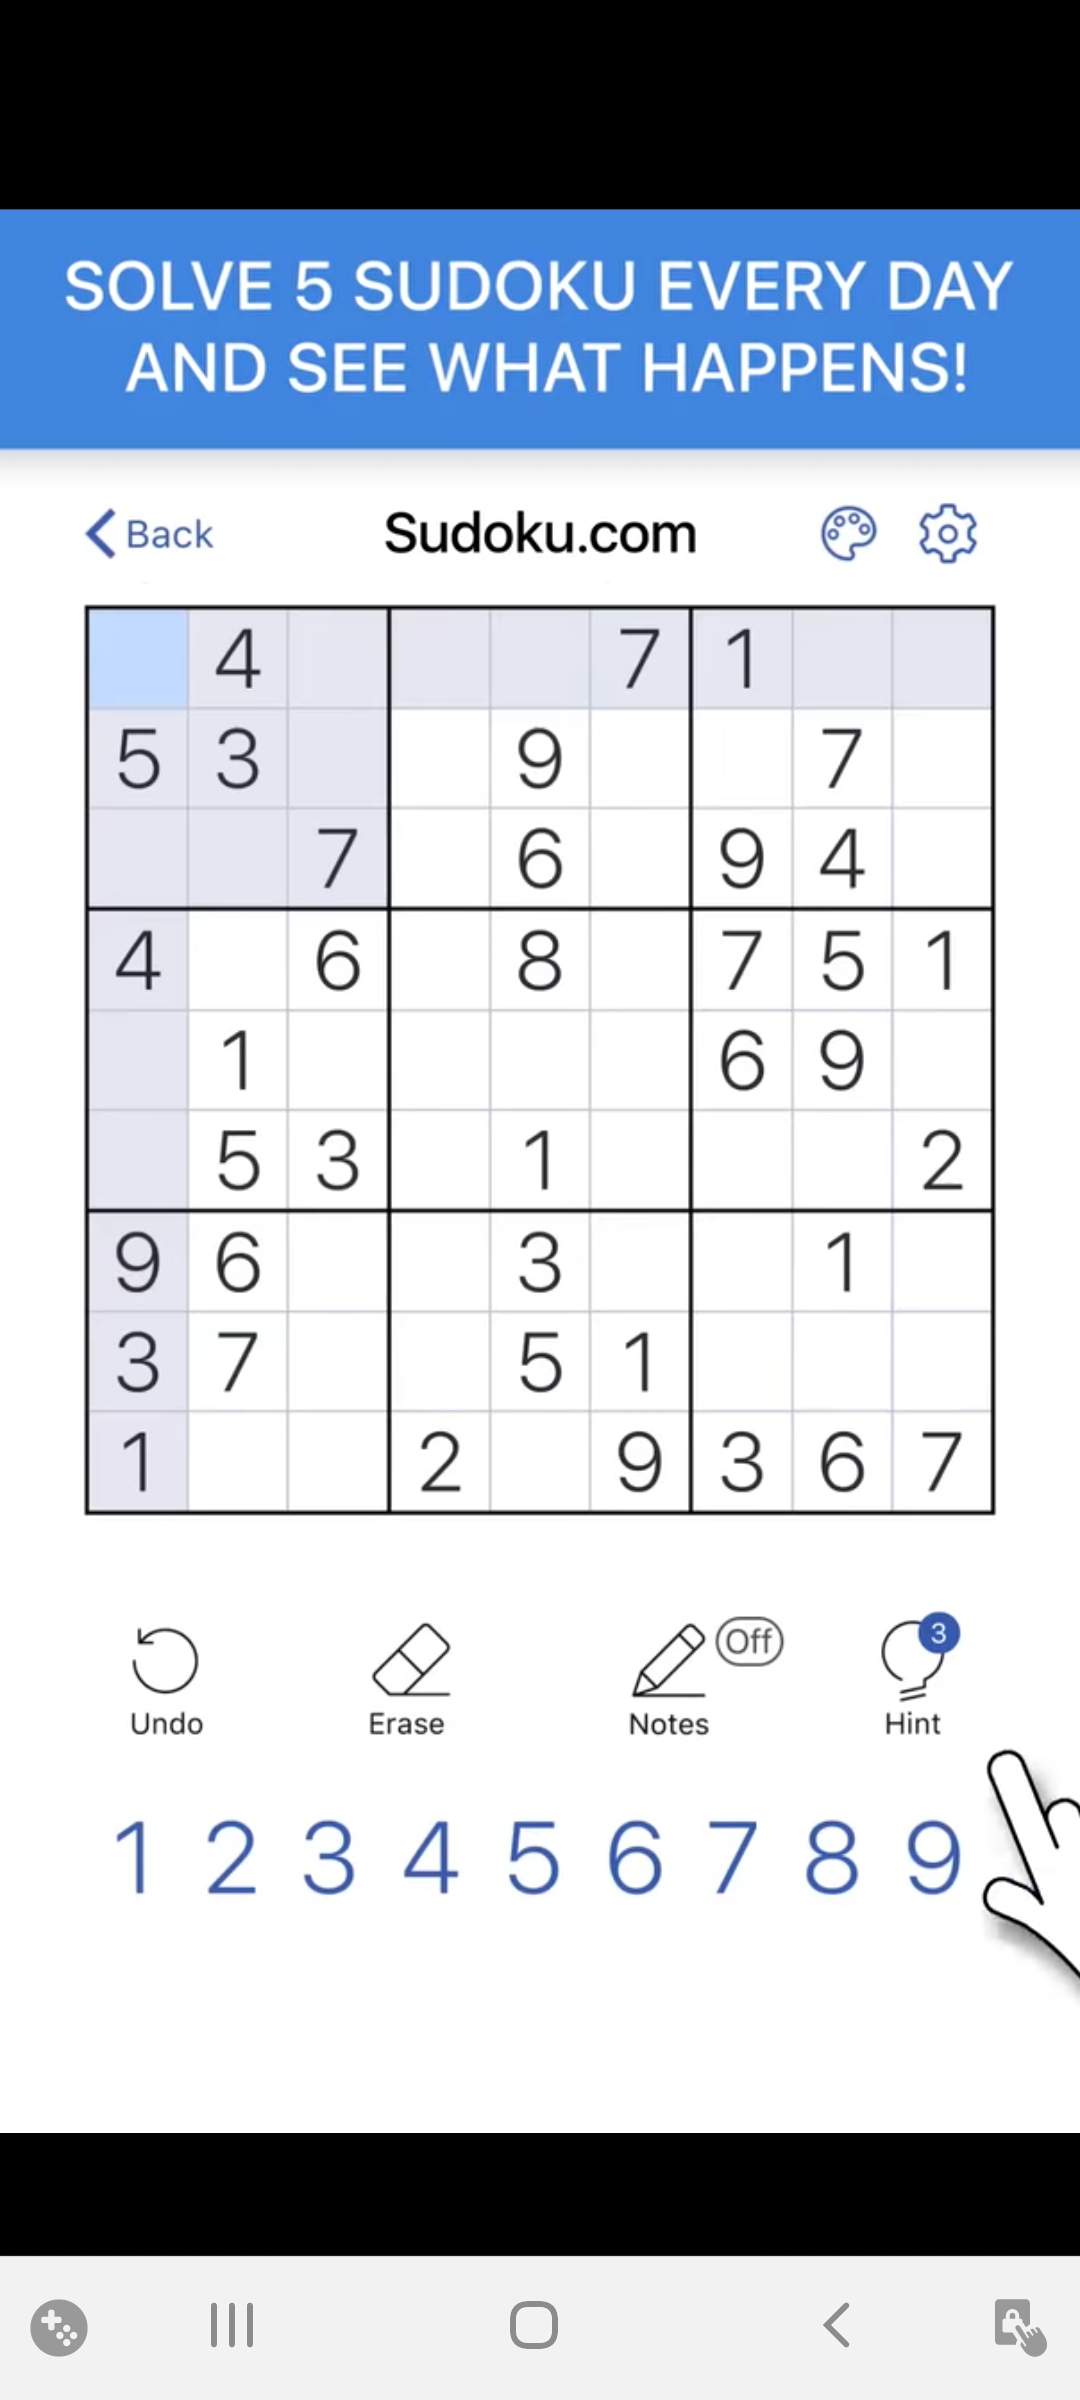 SOLVE 5 SUDOKU EVERY DAY
AND SEE WHAT HAPPENS!
Back
Sudoku.com
4 7 1
5 3 9 7
7 6 9 4
4 6 8 7 5 1
1 6 9
5 3 1 2
9 6 3 1
3 7 5 1
1 2 9 3 6 7
Off
3
Undo Erase Notes Hint
1 2 3 4 5 6 7 8 9